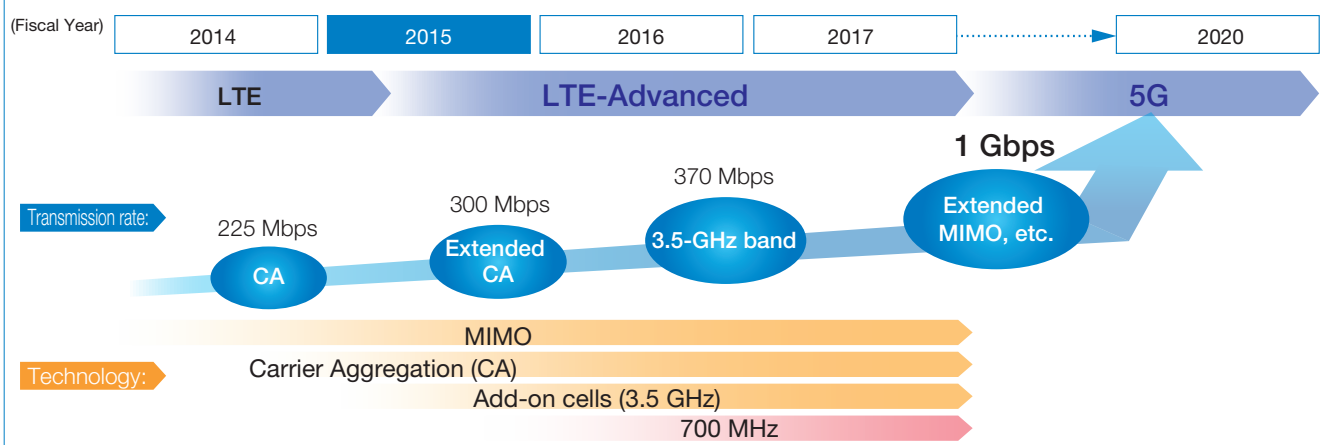 (Fiscal Year) 2014 2015 2016 2017 2020
LTE LTE-Advanced 5G
1 Gbps
370 Mbps
300 Mbps
225 Mbps
Transmission rate:
CA
Extended
CA
3.5-GHz band
Extended
MIMO, etc.
MIMO
Technology:
Carrier Aggregation (CA)
Add-on cells (3.5 GHz)
700 MHz